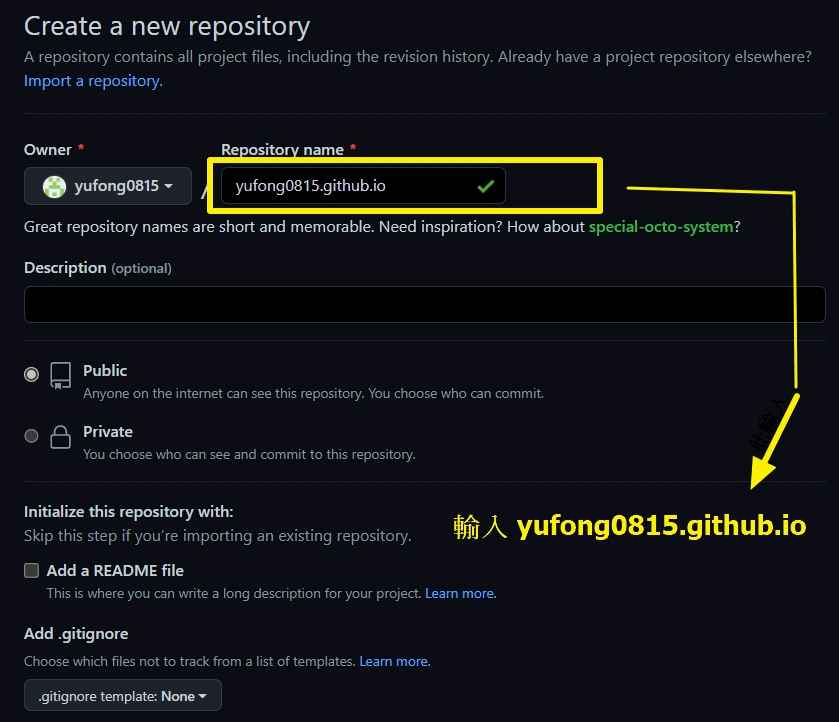 Create a new repository
A repository contains all project files, including the revision history. Already have a project repository elsewhere?
Import a repository.
Owner *
Repository name *
yufong0815
/
yufong0815.github.io
Great repository names are short and memorable. Need inspiration? How about special-octo-system?
Description (optional)
Public
Anyone on the internet can see this repository. You choose who can commit.
Private
You choose who can see and commit to this repository.
Initialize this repository with:
Skip this step if you’re importing an existing repository.
輸入 yufong0815.github.io
Add a README file
This is where you can write a long description for your project. Learn more.
Add .gitignore
Choose which files not to track from a list of templates. Learn more.
.gitignore template: None